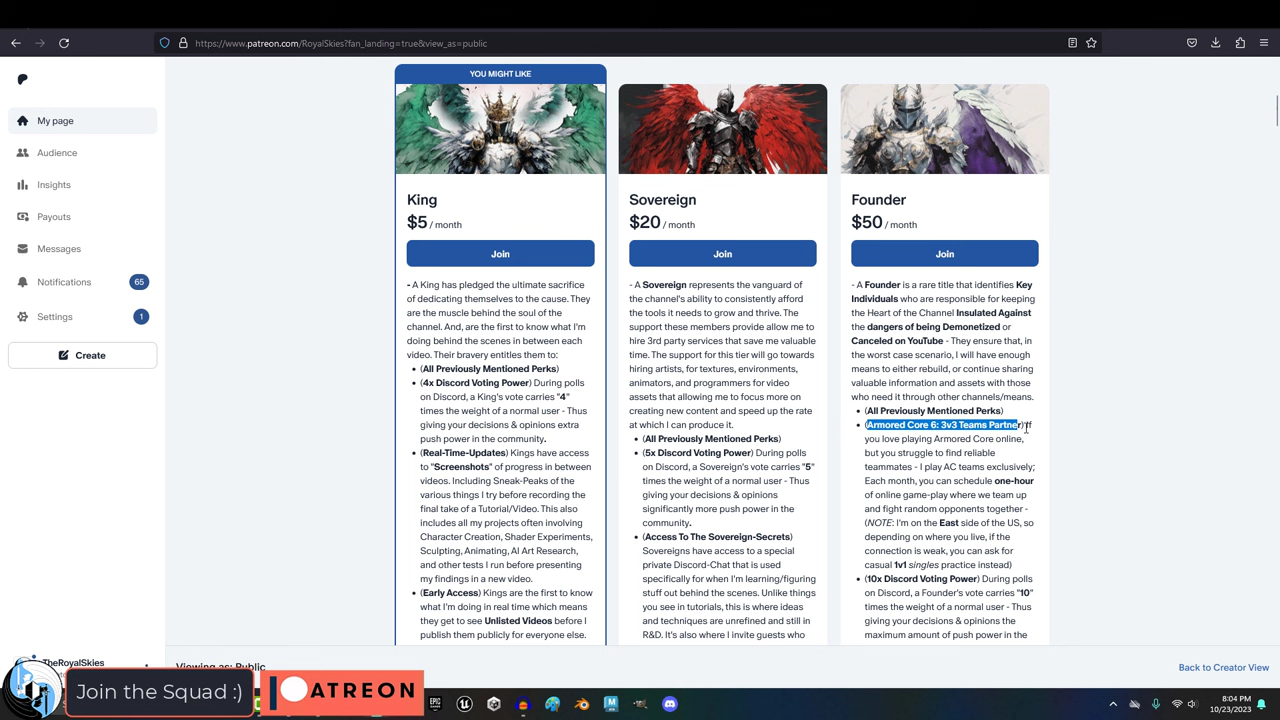 https://www.patreon.com/RoyalSkies?fan_landing=true&view_as=public
My page
Audience
Insights
Payouts
Messages
Notifications
65
Settings
1
Create
YOU MIGHT LIKE
King
$5 / month
Join
- A King has pledged the ultimate sacrifice
of dedicating themselves to the cause. They
are the muscle behind the soul of the
channel. And, are the first to know what I'm
doing behind the scenes in between each
video. Their bravery entitles them to:
• (All Previously Mentioned Perks)
• (4x Discord Voting Power) During polls
on Discord, a King's vote carries "4"
times the weight of a normal user - Thus
giving your decisions & opinions extra
push power in the community.
• (Real-Time-Updates) Kings have access
to "Screenshots" of progress in between
videos. Including Sneak-Peaks of the
various things I try before recording the
final take of a Tutorial/Video. This also
includes all my projects often involving
Character Creation, Shader Experiments,
Sculpting, Animating, AI Art Research,
and other tests I run before presenting
my findings in a new video.
• (Early Access) Kings are the first to know
what I'm doing in real time which means
they get to see Unlisted Videos before I
publish them publicly for everyone else.
Sovereign
$20 / month
Join
- A Sovereign represents the vanguard of
the channel's ability to consistently afford
the tools it needs to grow and thrive. The
support these members provide allow me to
hire 3rd party services that save me valuable
time. The support for this tier will go towards
hiring artists, for textures, environments,
animators, and programmers for video
assets that allowing me to focus more on
creating new content and speed up the rate
at which I can produce it.
• (All Previously Mentioned Perks)
• (5x Discord Voting Power) During polls
on Discord, a Sovereign's vote carries "5"
times the weight of a normal user - Thus
giving your decisions & opinions
significantly more push power in the
community.
• (Access To The Sovereign-Secrets)
Sovereigns have access to a special
private Discord-Chat that is used
specifically for when I'm learning/figuring
stuff out behind the scenes. Unlike things
you see in tutorials, this is where ideas
and techniques are unrefined and still in
R&D. It's also where I invite guests who
Founder
$50 / month
Join
- A Founder is a rare title that identifies Key
Individuals who are responsible for keeping
the Heart of the Channel Insulated Against
the dangers of being Demonetized or
Canceled on YouTube - They ensure that, in
the worst case scenario, I will have enough
means to either rebuild, or continue sharing
valuable information and assets with those
who need it through other channels/means.
• (All Previously Mentioned Perks)
• (Armored Core 6: 3v3 Teams Partner) If
you love playing Armored Core online,
but you struggle to find reliable
teammates - I play AC teams exclusively;
Each month, you can schedule one-hour
of online game-play where we team up
and fight random opponents together -
(NOTE: I'm on the East side of the US, so
depending on where you live, if the
connection is weak, you can ask for
casual 1v1 singles practice instead)
• (10x Discord Voting Power) During polls
on Discord, a Founder's vote carries "10"
times the weight of a normal user - Thus
giving your decisions & opinions the
maximum amount of push power in the
TheRoyalSkies
Viewing as: Public
Back to Creator View
Join the Squad :)
PATREON
8:04 PM
10/23/2023